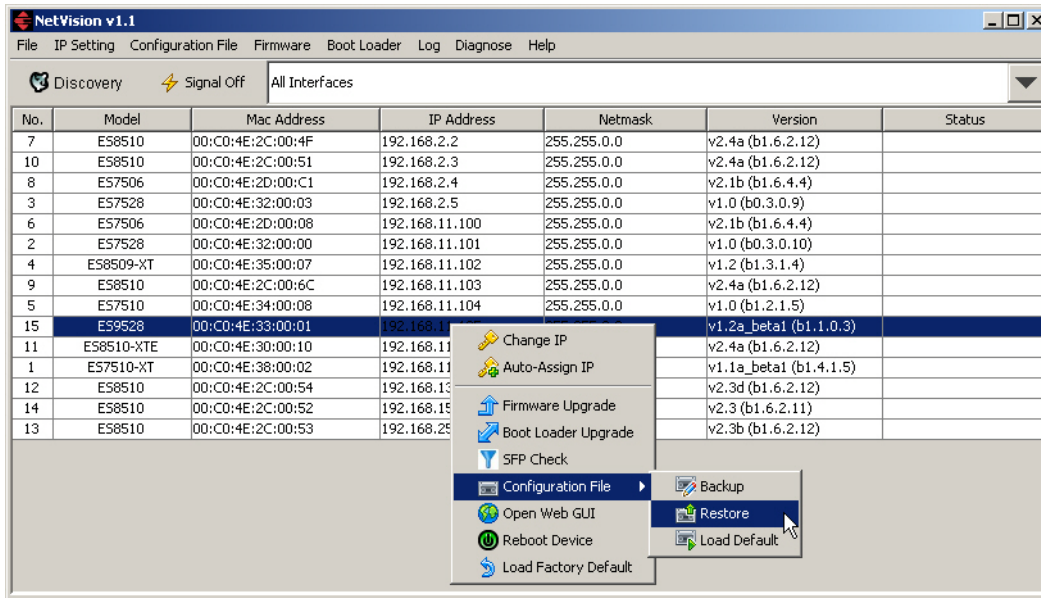 NetVision v1.1
File IP Setting Configuration File Firmware Boot Loader Log Diagnose Help
Discovery Signal Off All Interfaces
No. Model Mac Address IP Address Netmask Version Status
7 ES8510 00:C0:4E:2C:00:4F 192.168.2.2 255.255.0.0 v2.4a (b1.6.2.12)
10 ES8510 00:C0:4E:2C:00:51 192.168.2.3 255.255.0.0 v2.4a (b1.6.2.12)
8 ES7506 00:C0:4E:2D:00:C1 192.168.2.4 255.255.0.0 v2.1b (b1.6.4.4)
3 ES7528 00:C0:4E:32:00:03 192.168.2.5 255.255.0.0 v1.0 (b0.3.0.9)
6 ES7506 00:C0:4E:2D:00:08 192.168.11.100 255.255.0.0 v2.1b (b1.6.4.4)
2 ES7528 00:C0:4E:32:00:00 192.168.11.101 255.255.0.0 v1.0 (b0.3.0.10)
4 ES8509-XT 00:C0:4E:35:00:07 192.168.11.102 255.255.0.0 v1.2 (b1.3.1.4)
9 ES8510 00:C0:4E:2C:00:6C 192.168.11.103 255.255.0.0 v2.4a (b1.6.2.12)
5 ES7510 00:C0:4E:34:00:08 192.168.11.104 255.255.0.0 v1.0 (b1.2.1.5)
15 ES9528 00:C0:4E:33:00:01 v1.2a_beta1 (b1.1.0.3)
11 ES8510-XTE 00:C0:4E:30:00:10 192.168.11 v2.4a (b1.6.2.12)
1 ES7510-XT 00:C0:4E:38:00:02 192.168.11 v1.1a_beta1 (b1.4.1.5)
12 ES8510 00:C0:4E:2C:00:54 192.168.13 v2.3d (b1.6.2.12)
14 ES8510 00:C0:4E:2C:00:52 192.168.15 v2.3 (b1.6.2.11)
13 ES8510 00:C0:4E:2C:00:53 192.168.25 v2.3b (b1.6.2.12)
Change IP
Auto-Assign IP
Firmware Upgrade
Boot Loader Upgrade
SFP Check
Configuration File
Open Web GUI
Reboot Device
Load Factory Default
Backup
Restore
Load Default